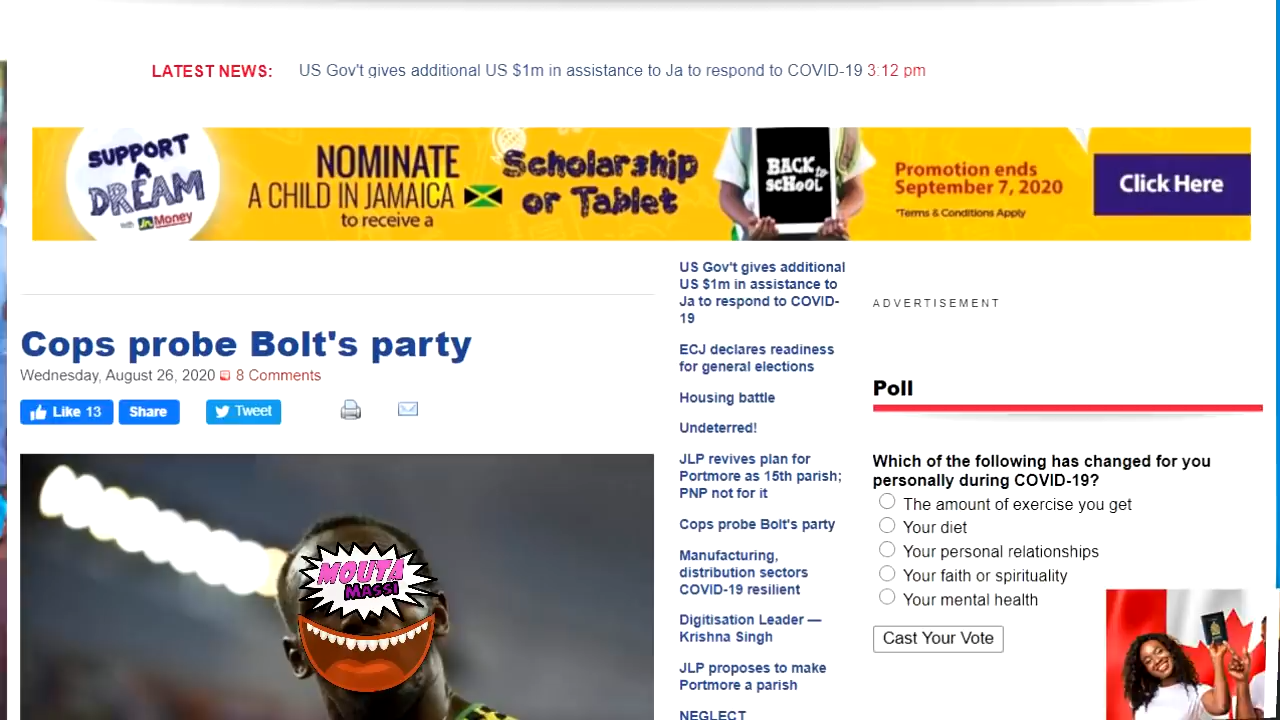 LATEST NEWS: US Gov't gives additional US $1m in assistance to Ja to respond to COVID-19 3:12 pm
SUPPORT
A
DREAM
with JN Money
NOMINATE
A CHILD IN JAMAICA
to receive a
Scholarship
or Tablet
BACK to
SCHOOL
Promotion ends
September 7, 2020
*Terms & Conditions Apply
Click Here
Cops probe Bolt's party
Wednesday, August 26, 2020 8 Comments
Like 13 Share Tweet
MOUTA
MASSI
US Gov't gives additional
US $1m in assistance to
Ja to respond to COVID-
19
ECJ declares readiness
for general elections
Housing battle
Undeterred!
JLP revives plan for
Portmore as 15th parish;
PNP not for it
Cops probe Bolt's party
Manufacturing,
distribution sectors
COVID-19 resilient
Digitisation Leader —
Krishna Singh
JLP proposes to make
Portmore a parish
NEGLECT
ADVERTISEMENT
Poll
Which of the following has changed for you
personally during COVID-19?
The amount of exercise you get
Your diet
Your personal relationships
Your faith or spirituality
Your mental health
Cast Your Vote